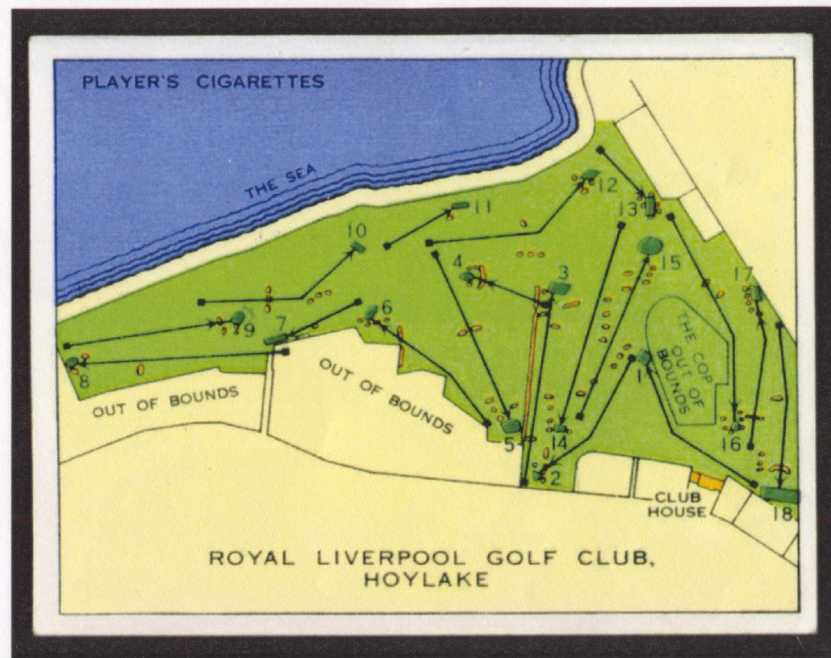 PLAYER'S CIGARETTES
THE SEA
12
11
13
10
15
4
3
17
6
9
7
THE COP
OUT OF
BOUNDS
1
8
OUT OF BOUNDS
OUT OF BOUNDS
5
14
16
2
CLUB
HOUSE
18
ROYAL LIVERPOOL GOLF CLUB,
HOYLAKE